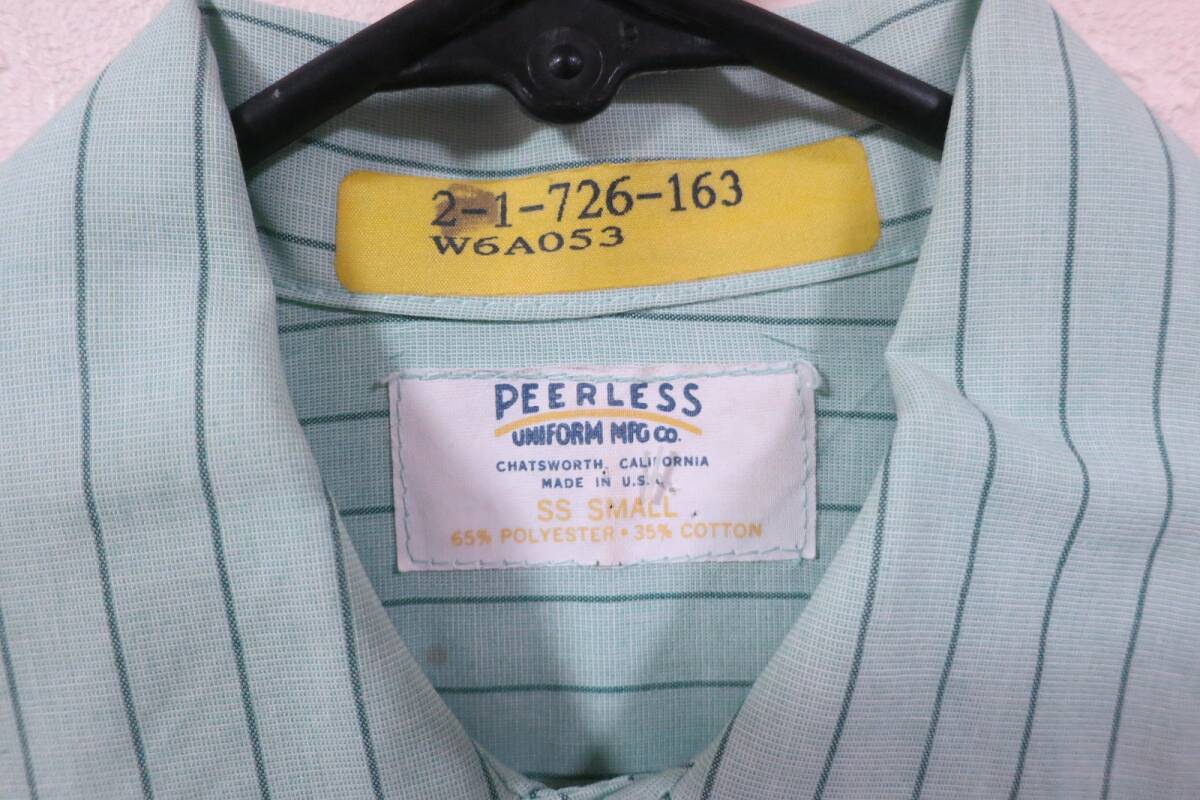 2-1-726-163
W6A053
PEERLESS
UNIFORM MFG CO.
CHATSWORTH, CALIFORNIA
MADE IN U.S.A.
SS SMALL
65% POLYESTER • 35% COTTON